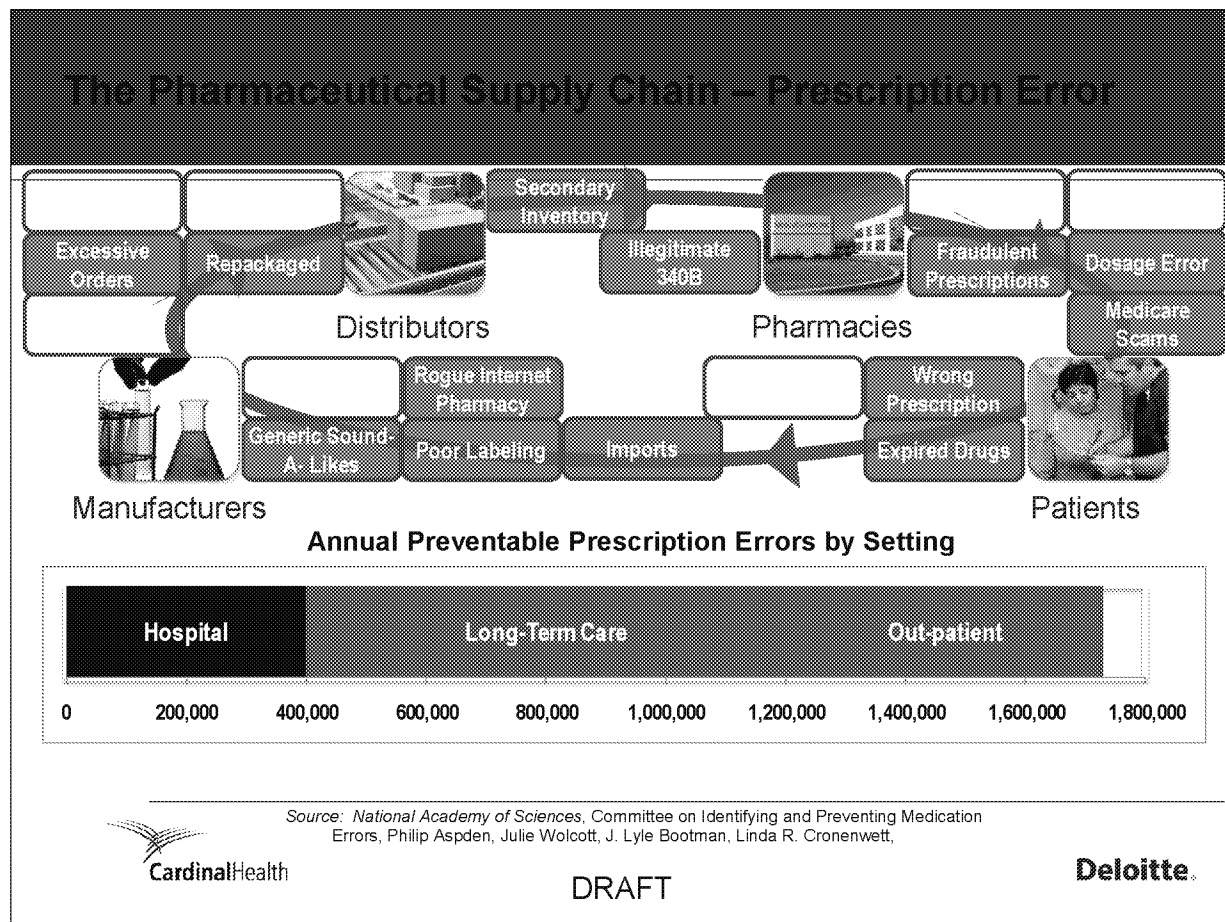 The Pharmaceutical Supply Chain – Prescription Error
Secondary
Inventory
Excessive
Orders
Repackaged
Illegitimate
340B
Fraudulent
Prescriptions
Dosage Error
Medicare
Scams
Distributors
Pharmacies
Rogue Internet
Pharmacy
Wrong
Prescription
Generic Sound-
A- Likes
Poor Labeling
Imports
Expired Drugs
Manufacturers
Patients
Annual Preventable Prescription Errors by Setting
Hospital
Long-Term Care
Out-patient
0 200,000 400,000 600,000 800,000 1,000,000 1,200,000 1,400,000 1,600,000 1,800,000
Source: National Academy of Sciences, Committee on Identifying and Preventing Medication
Errors, Philip Aspden, Julie Wolcott, J. Lyle Bootman, Linda R. Cronenwett,
CardinalHealth
DRAFT
Deloitte.